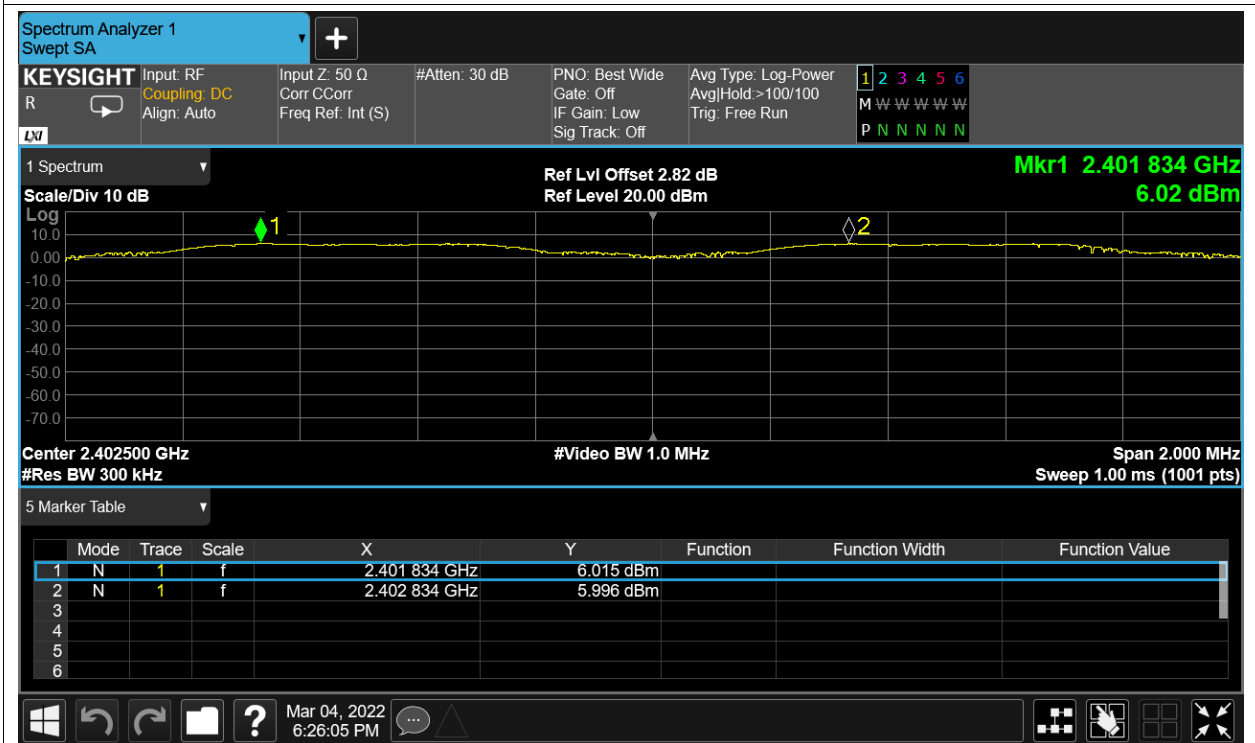 Spectrum Analyzer 1
Swept SA
KEYSIGHT
R
LXI
Input: RF
Coupling: DC
Align: Auto
Input Z: 50 Ω
Corr CCorr
Freq Ref: Int (S)
#Atten: 30 dB
PNO: Best Wide
Gate: Off
IF Gain: Low
Sig Track: Off
Avg Type: Log-Power
Avg|Hold:>100/100
Trig: Free Run
1 2 3 4 5 6
M W W W W W
P N N N N N
1 Spectrum
Scale/Div 10 dB
Ref Lvl Offset 2.82 dB
Ref Level 20.00 dBm
Mkr1 2.401 834 GHz
6.02 dBm
Log
10.0
0.00
-10.0
-20.0
-30.0
-40.0
-50.0
-60.0
-70.0
1
2
Center 2.402500 GHz #Video BW 1.0 MHz Span 2.000 MHz
#Res BW 300 kHz Sweep 1.00 ms (1001 pts)
5 Marker Table
Mode Trace Scale X Y Function Function Width Function Value
1 N 1 f 2.401 834 GHz 6.015 dBm
2 N 1 f 2.402 834 GHz 5.996 dBm
3
4
5
6
?
Mar 04, 2022
6:26:05 PM